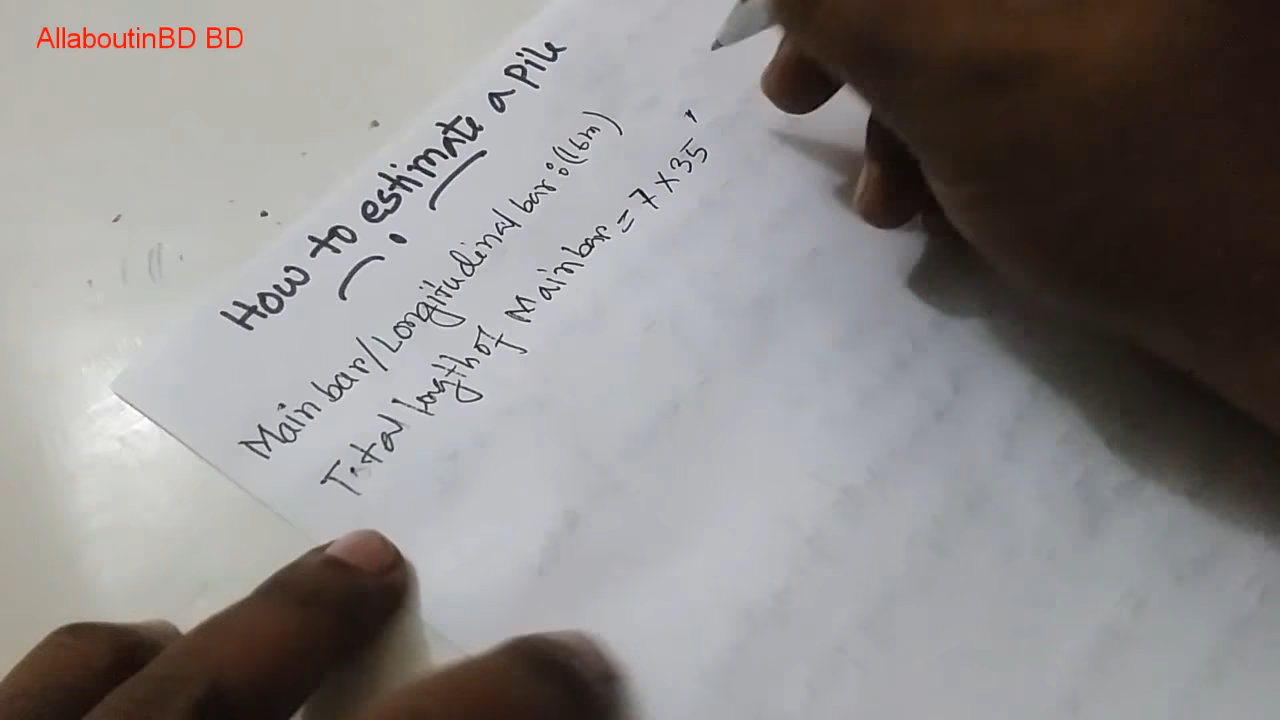 AllaboutinBD BD
How to estimate a pile
Main bar/Longitudinal bar:(16m)
Total length of Main bar = 7 x 35'